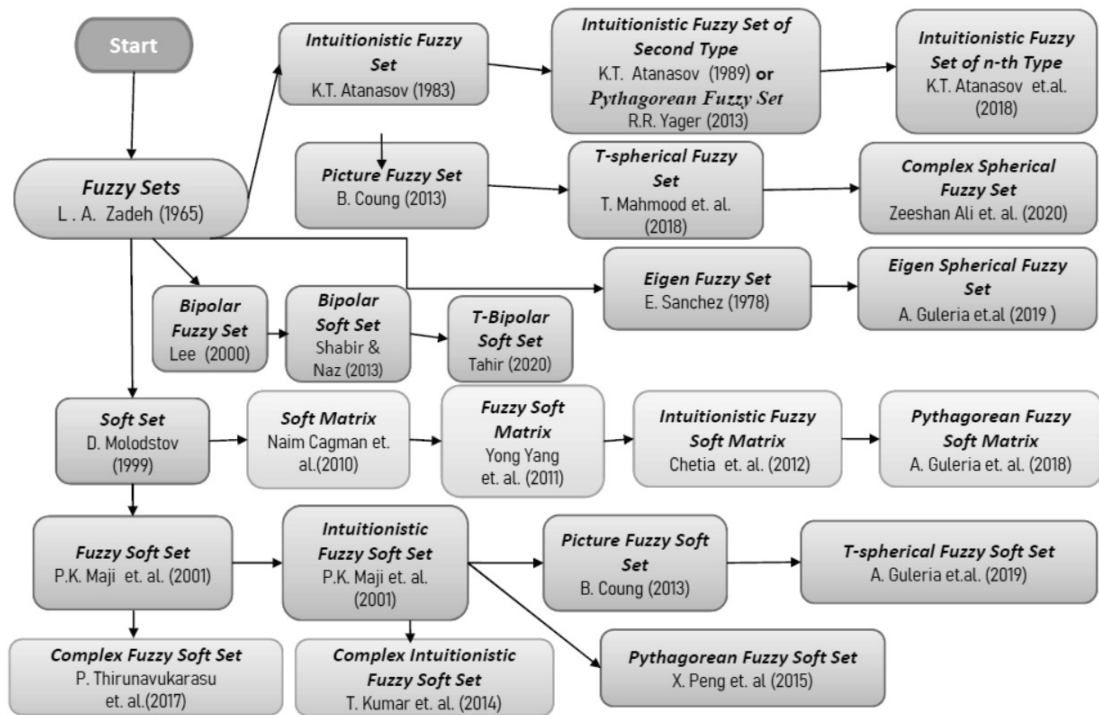 Start
Intuitionistic Fuzzy
Set
K.T. Atanasov (1983)
Intuitionistic Fuzzy Set of
Second Type
K.T. Atanasov (1989) or
Pythagorean Fuzzy Set
R.R. Yager (2013)
Intuitionistic Fuzzy
Set of n-th Type
K.T. Atanasov et.al.
(2018)
Fuzzy Sets
L . A. Zadeh (1965)
Picture Fuzzy Set
B. Coung (2013)
T-spherical Fuzzy
Set
T. Mahmood et. al.
(2018)
Complex Spherical
Fuzzy Set
Zeeshan Ali et. al. (2020)
Eigen Fuzzy Set
E. Sanchez (1978)
Eigen Spherical Fuzzy
Set
A. Guleria et.al (2019 )
Bipolar
Fuzzy Set
Lee (2000)
Bipolar
Soft Set
Shabir &
Naz (2013)
T-Bipolar
Soft Set
Tahir (2020)
Soft Set
D. Molodstov
(1999)
Soft Matrix
Naim Cagman et.
al.(2010)
Fuzzy Soft
Matrix
Yong Yang
et. al. (2011)
Intuitionistic Fuzzy
Soft Matrix
Chetia et. al. (2012)
Pythagorean Fuzzy
Soft Matrix
A. Guleria et. al. (2018)
Fuzzy Soft Set
P.K. Maji et. al. (2001)
Intuitionistic
Fuzzy Soft Set
P.K. Maji et. al.
(2001)
Picture Fuzzy Soft
Set
B. Coung (2013)
T-spherical Fuzzy Soft Set
A. Guleria et.al. (2019)
Complex Fuzzy Soft Set
P. Thirunavukarasu
et. al.(2017)
Complex Intuitionistic
Fuzzy Soft Set
T. Kumar et. al. (2014)
Pythagorean Fuzzy Soft Set
X. Peng et. al (2015)